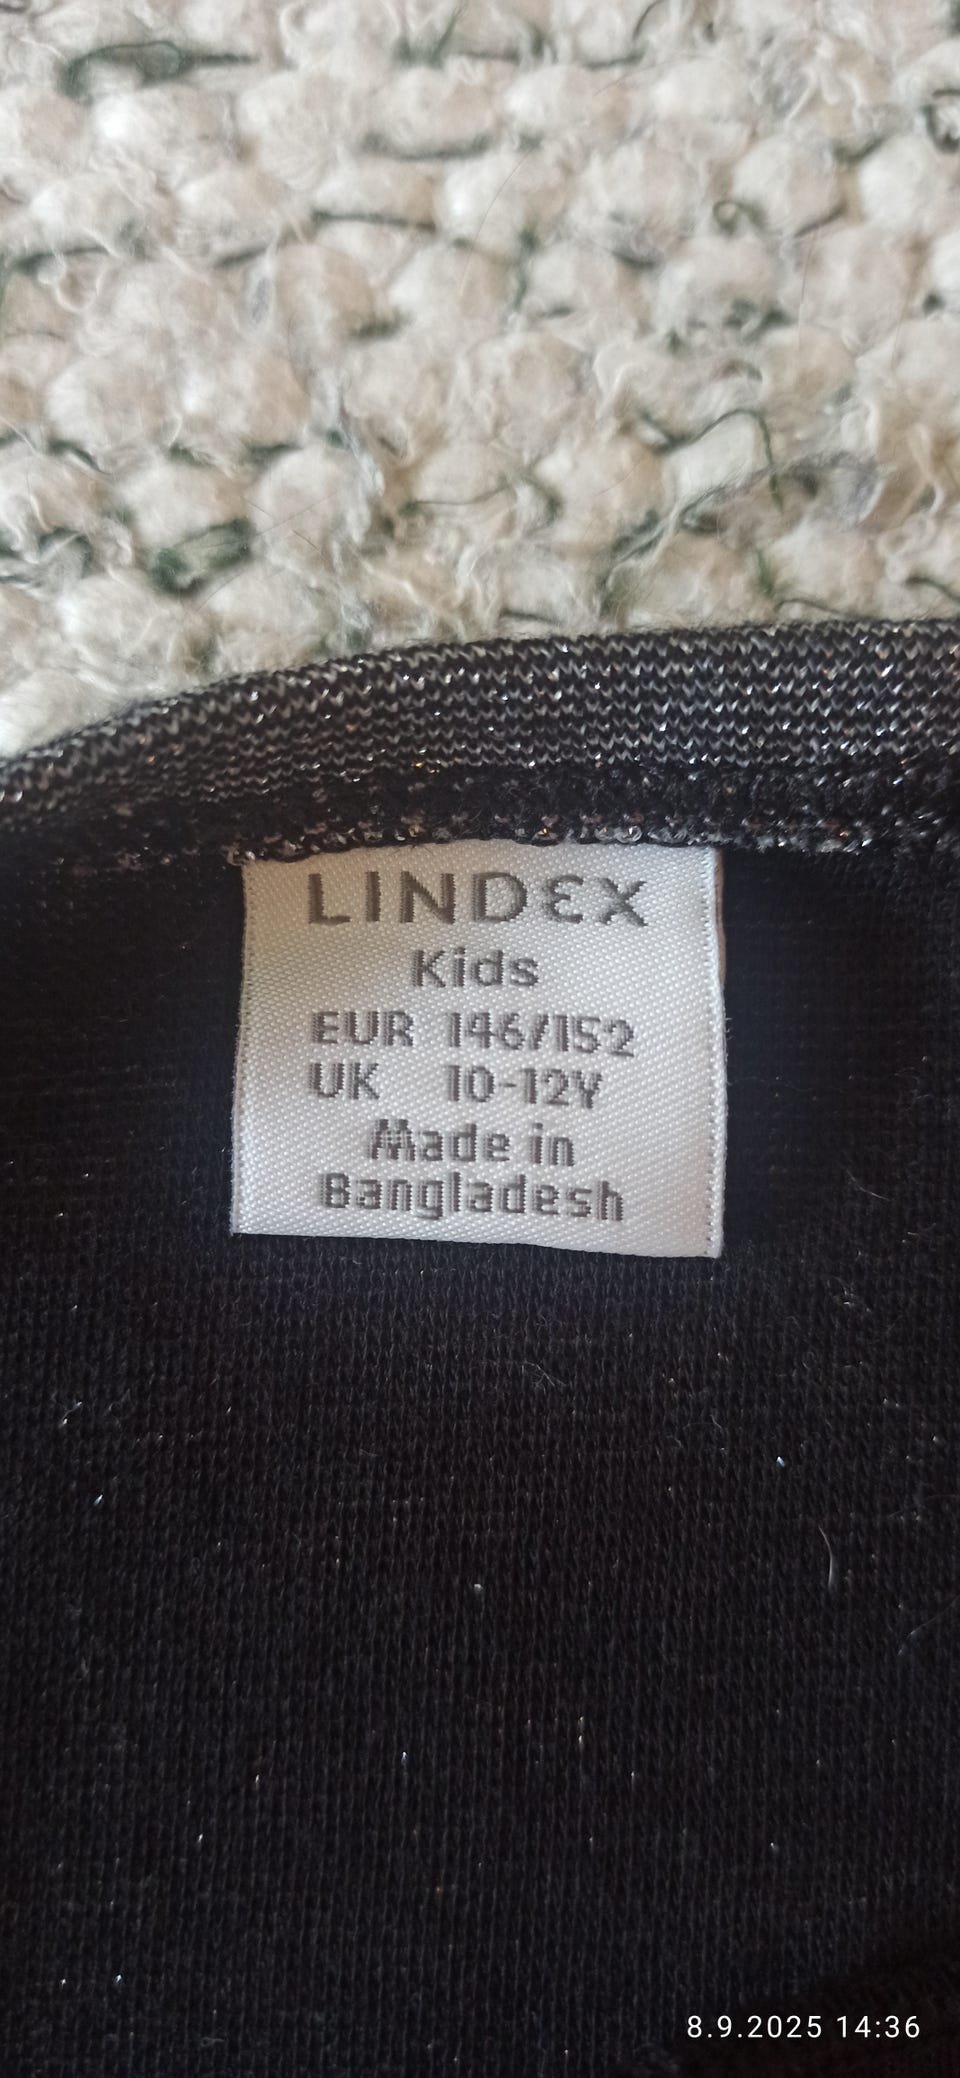 LINDEX
Kids
EUR 146/152
UK 10-12Y
Made in
Bangladesh
8.9.2025 14:36